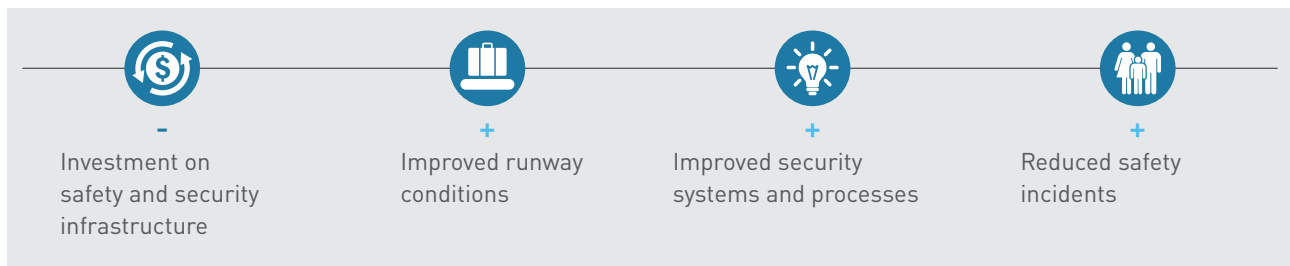 $
-
Investment on
safety and security
infrastructure
+
Improved runway
conditions
+
Improved security
systems and processes
+
Reduced safety
incidents